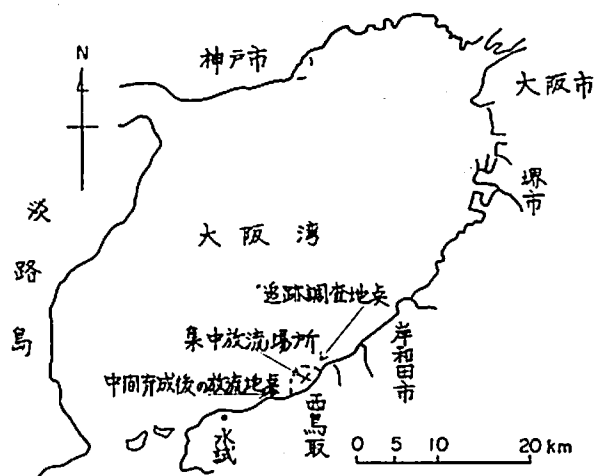 N
神戸市
大阪市
堺市
淡路島
大阪湾
追跡調査地点
集中放流場所
中間育成後の放流地点
岸和田市
西鳥取
水試
0 5 10 20 km